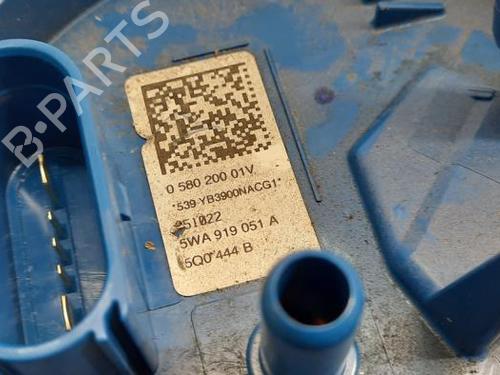 B-PARTS
0 580 200 01V
*539-YB3900NACG1*
251022
5WA 919 051 A
5Q0 444 B